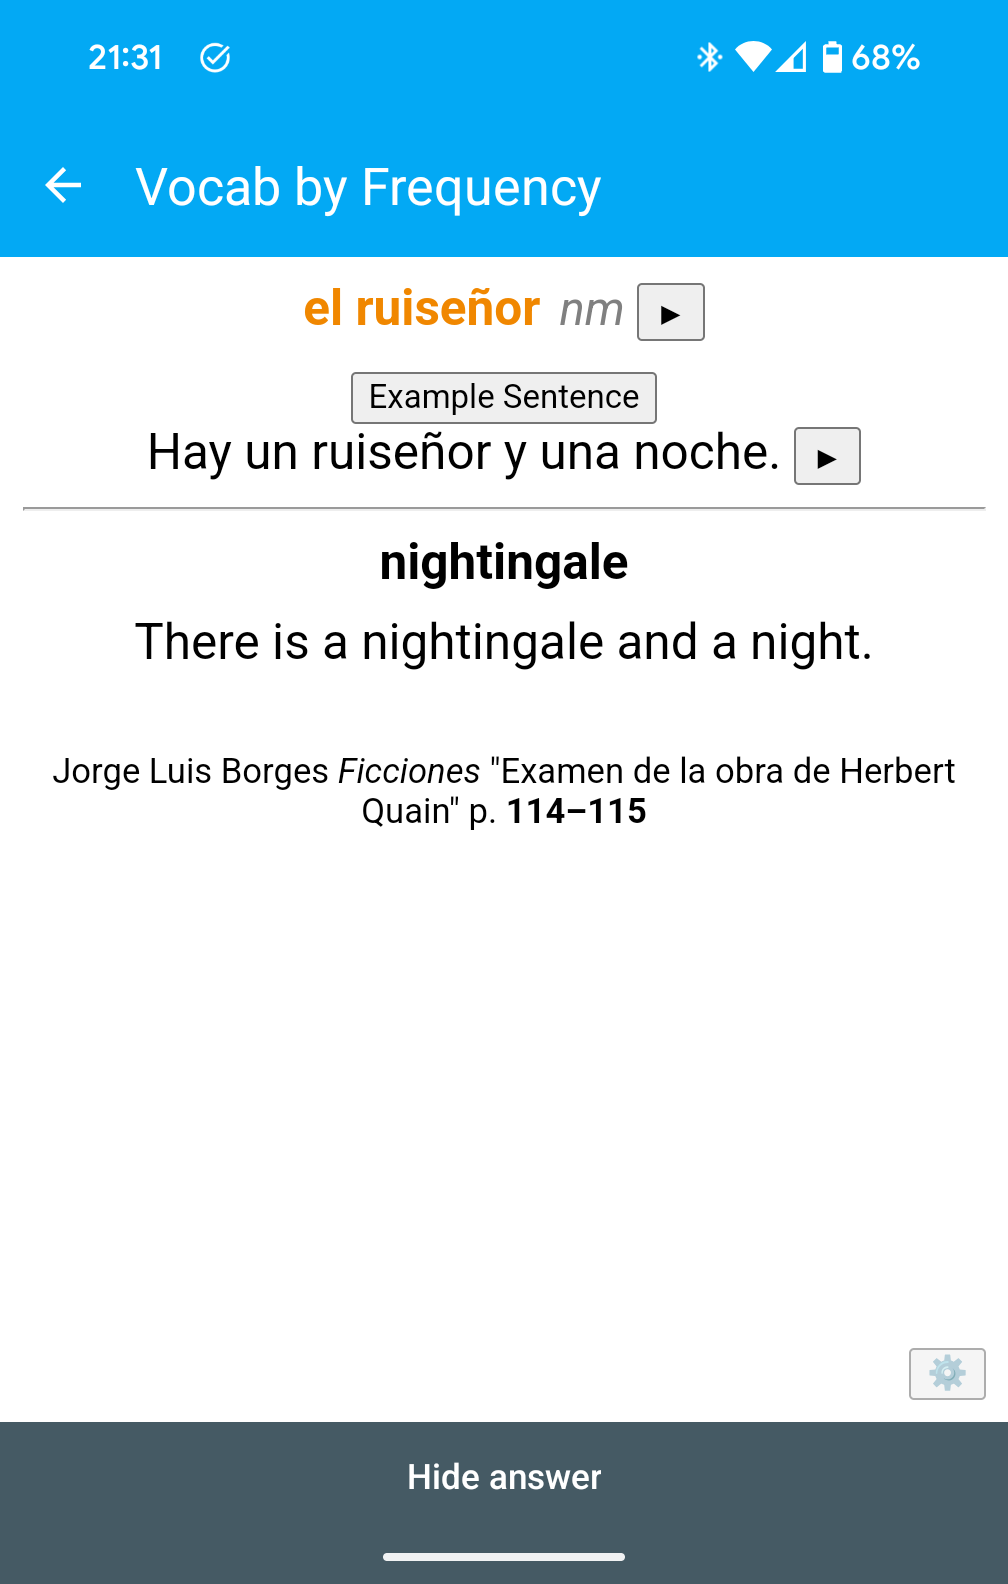 21:31 68%
Vocab by Frequency
el ruiseñor nm
Example Sentence
Hay un ruiseñor y una noche.
nightingale
There is a nightingale and a night.
Jorge Luis Borges Ficciones "Examen de la obra de Herbert
Quain" p. 114–115
Hide answer